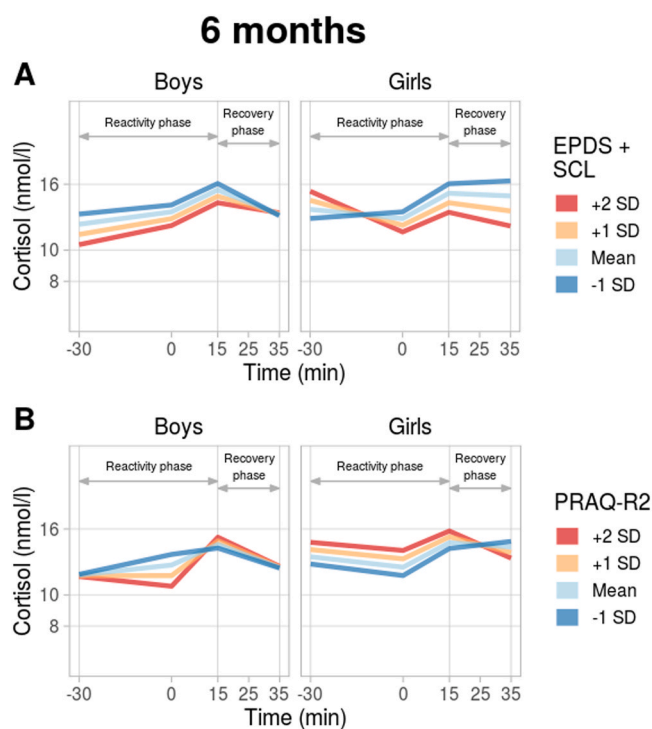 6 months
A
Boys
Girls
Reactivity phase
Recovery
phase
Reactivity phase
Recovery
phase
Cortisol (nmol/l)
16
10
8
-30
0
15
25
35
-30
0
15
25
35
Time (min)
EPDS +
SCL
+2 SD
+1 SD
Mean
-1 SD
B
Boys
Girls
Reactivity phase
Recovery
phase
Reactivity phase
Recovery
phase
Cortisol (nmol/l)
16
10
8
-30
0
15
25
35
-30
0
15
25
35
Time (min)
PRAQ-R2
+2 SD
+1 SD
Mean
-1 SD